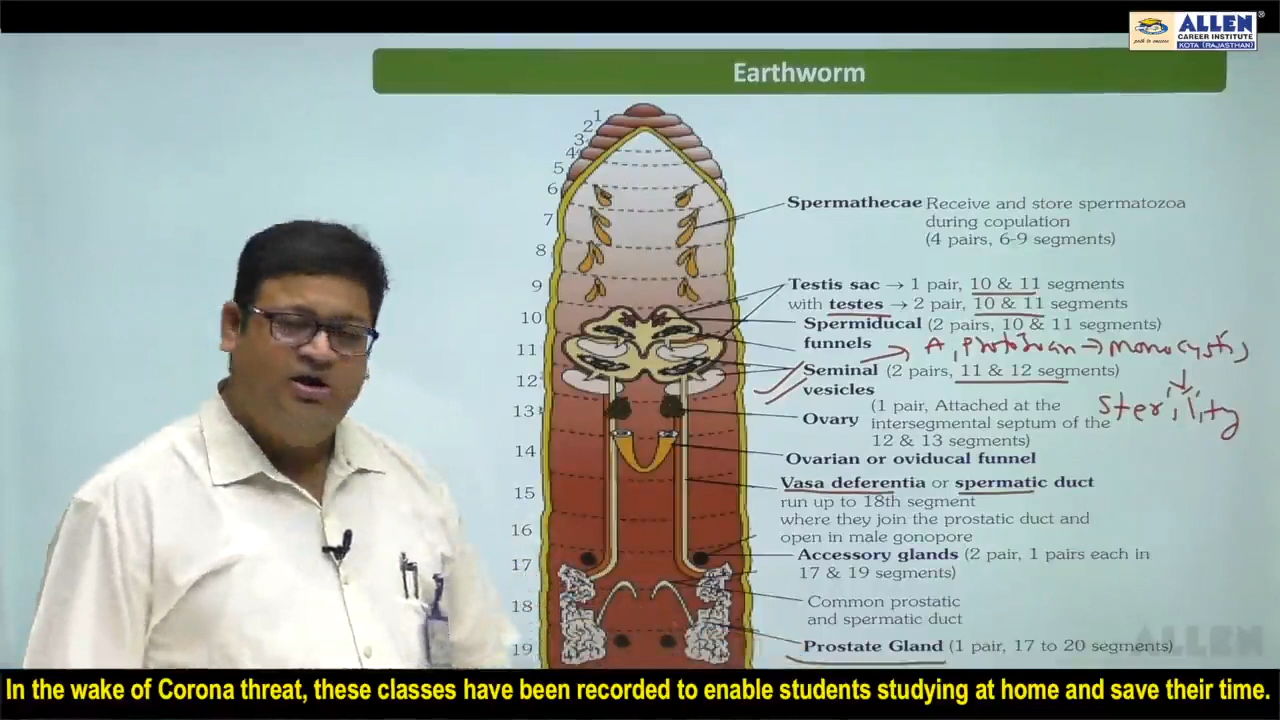 ALLEN
CAREER INSTITUTE
KOTA (RAJASTHAN)
path to success
Earthworm
1
2
3
4
5
6
7
8
9
10
11
12
13
14
15
16
17
18
19
Spermathecae Receive and store spermatozoa
during copulation
(4 pairs, 6-9 segments)
Testis sac → 1 pair, 10 & 11 segments
with testes → 2 pair, 10 & 11 segments
Spermiducal (2 pairs, 10 & 11 segments)
funnels
A, Protozoan → Monocystis
Seminal (2 pairs, 11 & 12 segments)
vesicles
Sterility
Ovary (1 pair, Attached at the
intersegmental septum of the
12 & 13 segments)
Ovarian or oviducal funnel
Vasa deferentia or spermatic duct
run up to 18th segment
where they join the prostatic duct and
open in male gonopore
Accessory glands (2 pair, 1 pairs each in
17 & 19 segments)
Common prostatic
and spermatic duct
Prostate Gland (1 pair, 17 to 20 segments)
ALLEN
In the wake of Corona threat, these classes have been recorded to enable students studying at home and save their time.